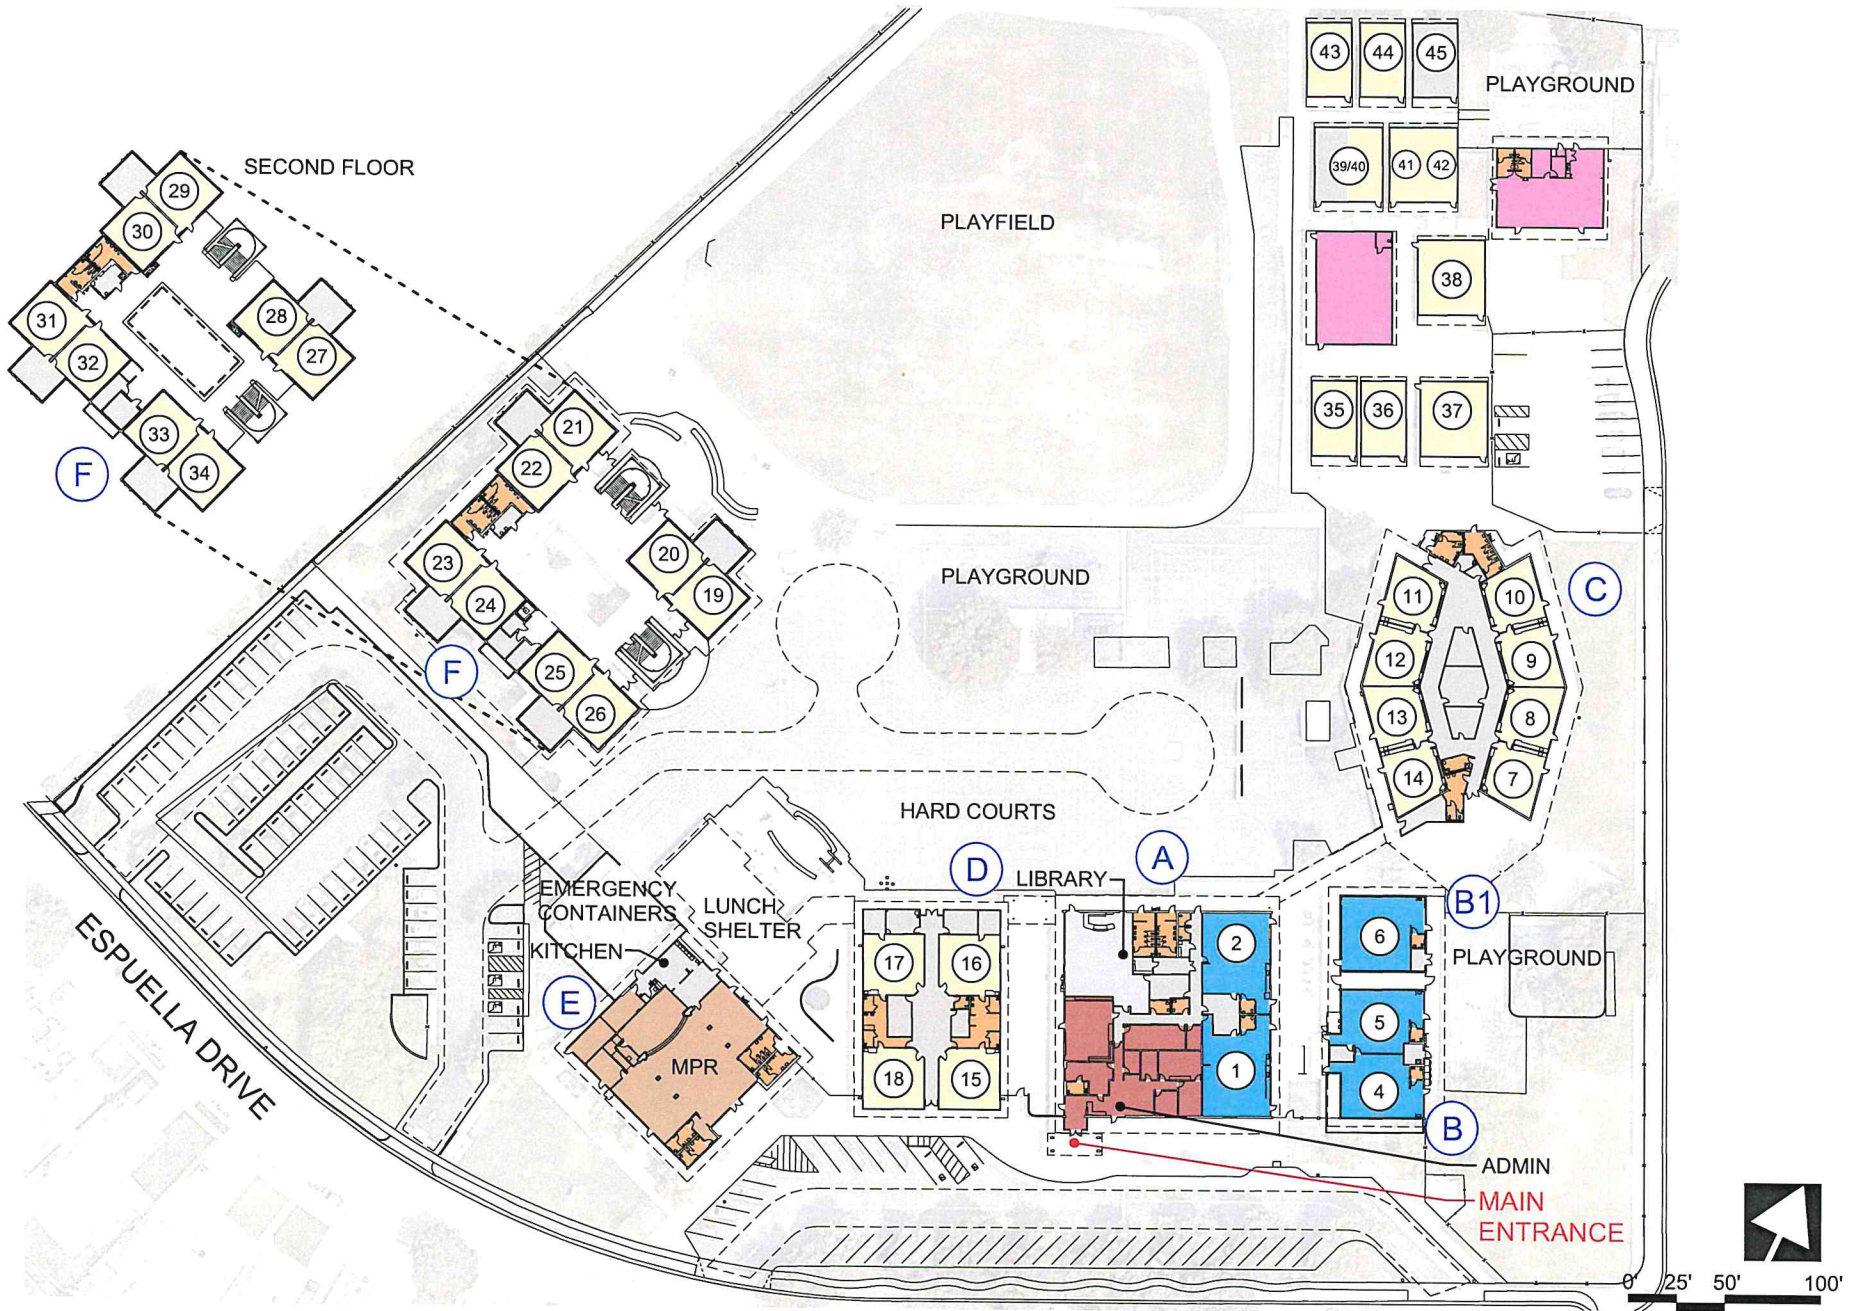 43
44
45
PLAYGROUND
39/40
41
42
SECOND FLOOR
29
30
31
32
28
27
33
34
F
PLAYFIELD
38
35
36
37
21
22
23
24
20
19
25
26
F
PLAYGROUND
C
11
10
12
9
13
8
14
7
HARD COURTS
D
A
LIBRARY
B1
EMERGENCY
CONTAINERS
LUNCH
SHELTER
KITCHEN
E
MPR
17
16
18
15
2
1
6
5
4
PLAYGROUND
B
ESPUELLA DRIVE
ADMIN
MAIN
ENTRANCE
0' 25' 50' 100'